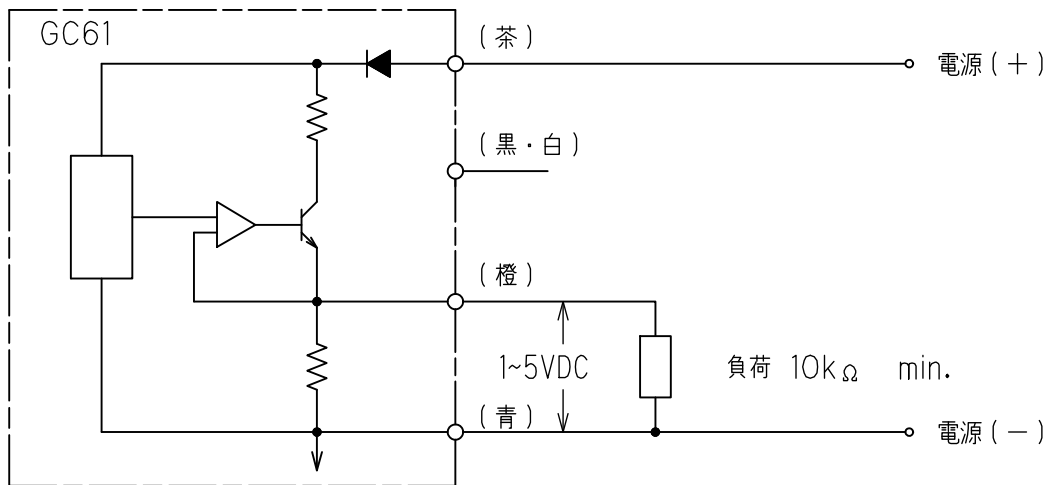 GC61
(茶)
電源(+)
(黒・白)
(橙)
1~5VDC
負荷 10kΩ min.
(青)
電源(−)